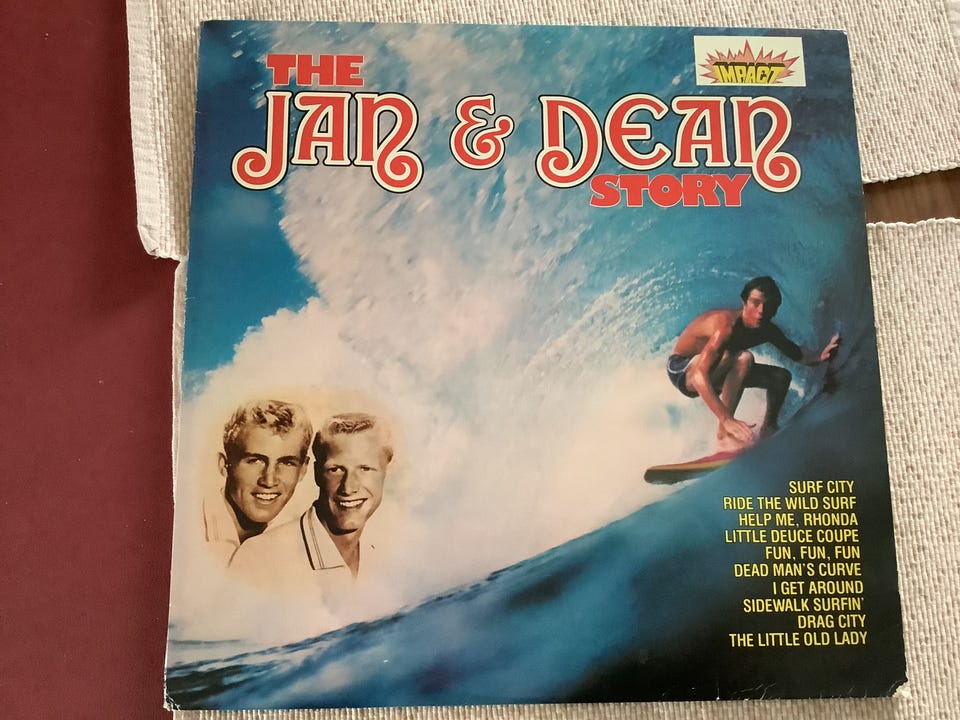 THE
IMPACT
JAN & DEAN
STORY
SURF CITY
RIDE THE WILD SURF
HELP ME, RHONDA
LITTLE DEUCE COUPE
FUN, FUN, FUN
DEAD MAN'S CURVE
I GET AROUND
SIDEWALK SURFIN'
DRAG CITY
THE LITTLE OLD LADY